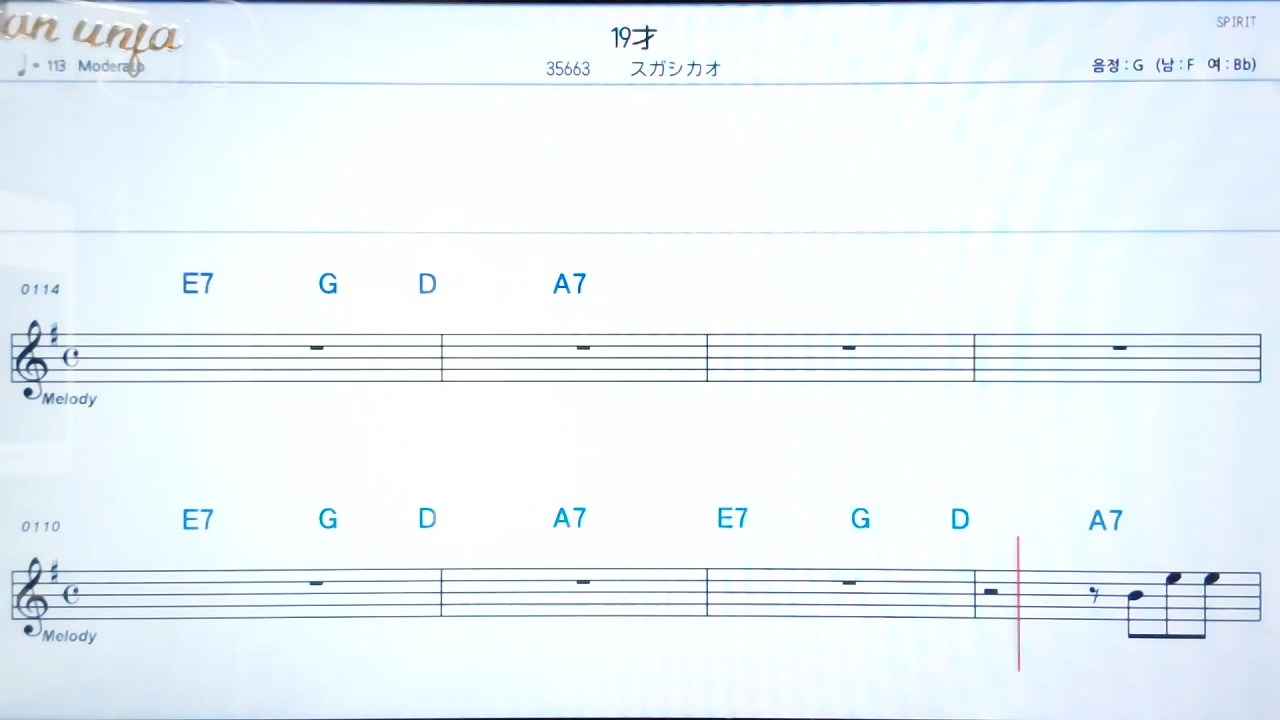 SPIRIT
19才
♩= 113 Moderato
35663 スガシカオ
음정 : G (남 : F 여 : Bb)
0114 E7 G D A7
Melody
0110 E7 G D A7 E7 G D A7
Melody